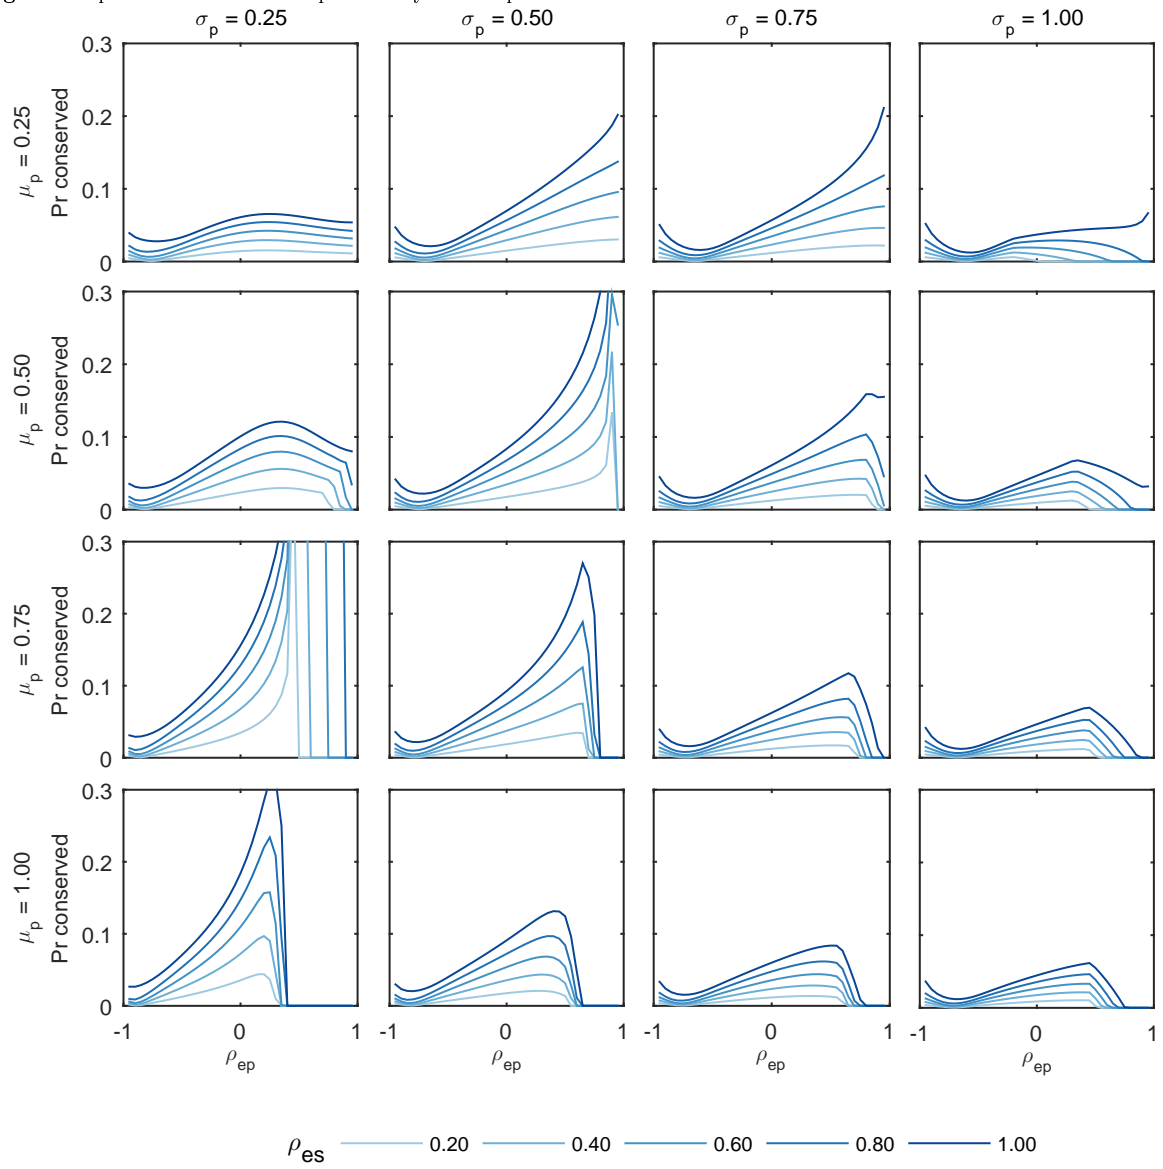 σp = 0.25 σp = 0.50 σp = 0.75 σp = 1.00
μp = 0.25
Pr conserved
0.3
0.2
0.1
0
μp = 0.50
Pr conserved
0.3
0.2
0.1
0
μp = 0.75
Pr conserved
0.3
0.2
0.1
0
μp = 1.00
Pr conserved
0.3
0.2
0.1
0
-1 0 1 -1 0 1 -1 0 1 -1 0 1
ρep ρep ρep ρep
ρes 0.20 0.40 0.60 0.80 1.00